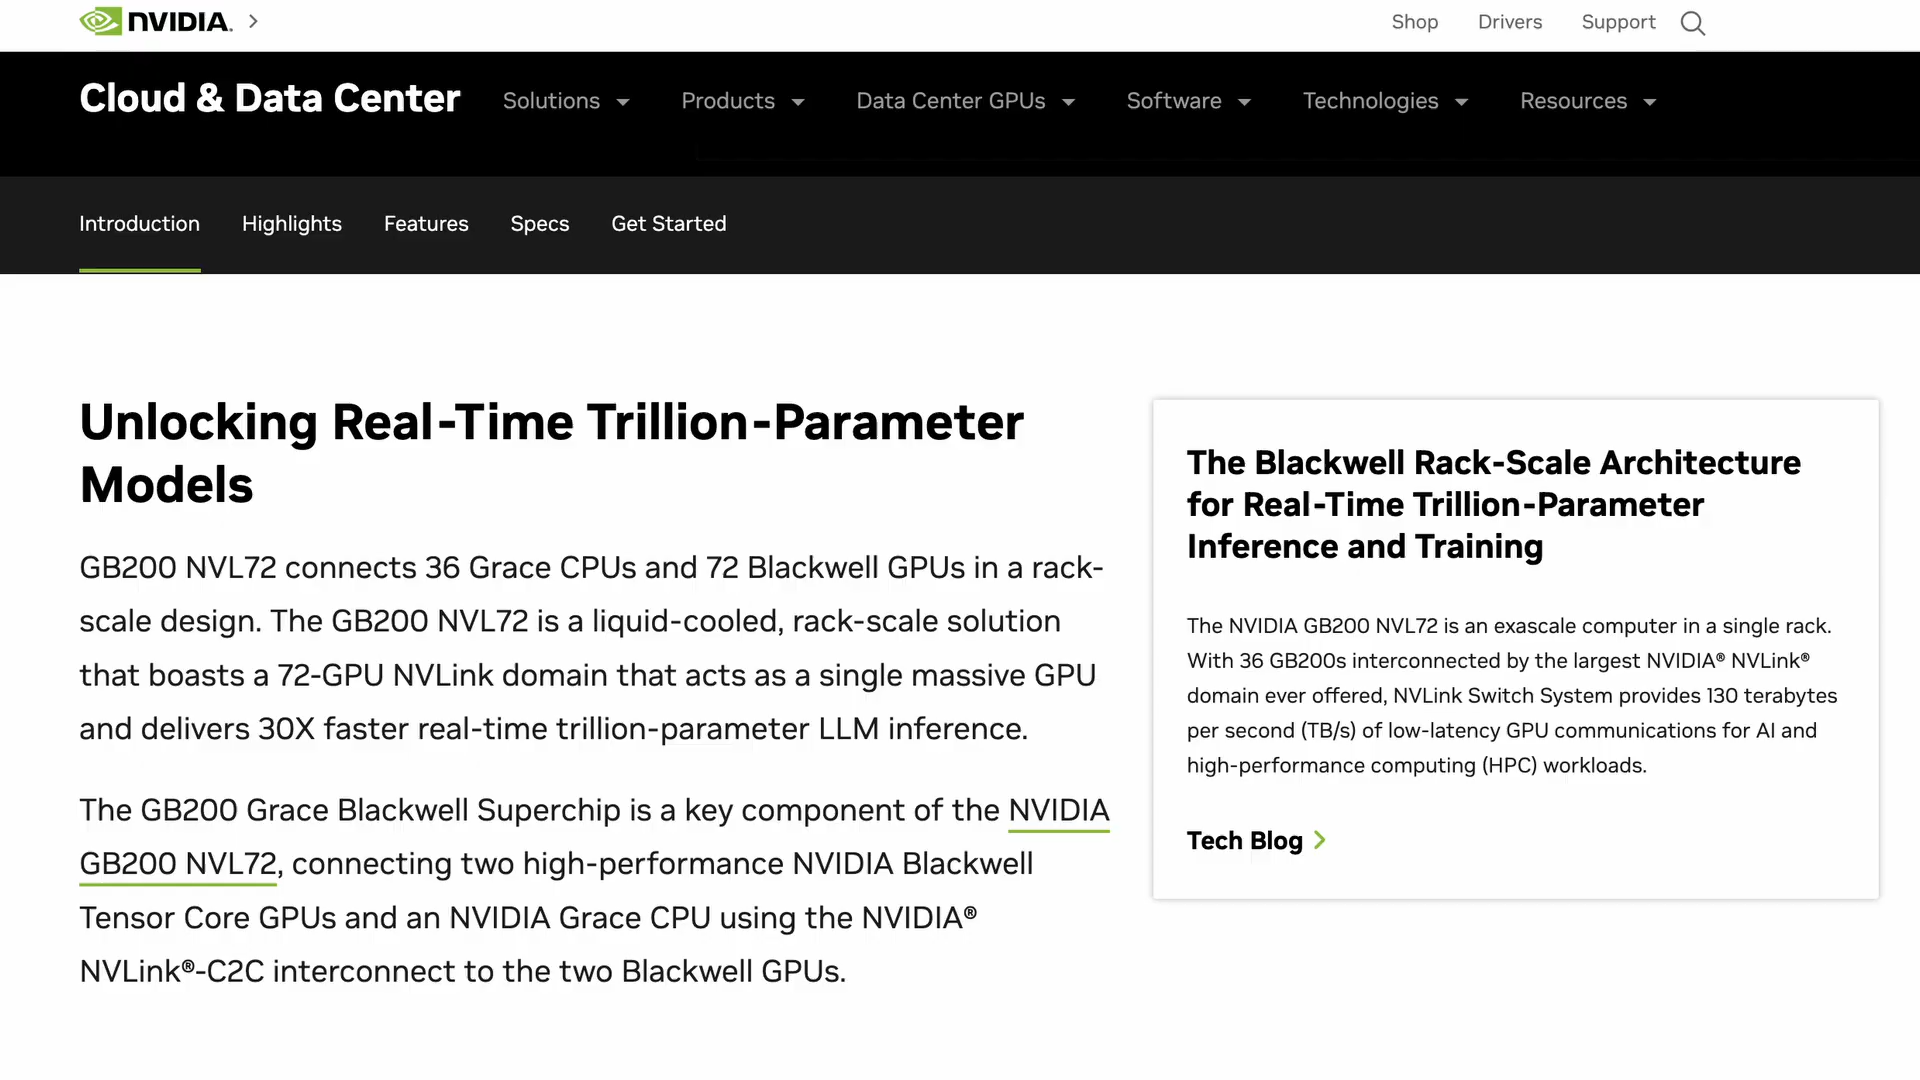 NVIDIA.
Shop
Drivers
Support
Cloud & Data Center
Solutions
Products
Data Center GPUs
Software
Technologies
Resources
Introduction
Highlights
Features
Specs
Get Started
Unlocking Real-Time Trillion-Parameter
Models
GB200 NVL72 connects 36 Grace CPUs and 72 Blackwell GPUs in a rack-
scale design. The GB200 NVL72 is a liquid-cooled, rack-scale solution
that boasts a 72-GPU NVLink domain that acts as a single massive GPU
and delivers 30X faster real-time trillion-parameter LLM inference.
The GB200 Grace Blackwell Superchip is a key component of the NVIDIA
GB200 NVL72, connecting two high-performance NVIDIA Blackwell
Tensor Core GPUs and an NVIDIA Grace CPU using the NVIDIA®
NVLink®-C2C interconnect to the two Blackwell GPUs.
The Blackwell Rack-Scale Architecture
for Real-Time Trillion-Parameter
Inference and Training
The NVIDIA GB200 NVL72 is an exascale computer in a single rack.
With 36 GB200s interconnected by the largest NVIDIA® NVLink®
domain ever offered, NVLink Switch System provides 130 terabytes
per second (TB/s) of low-latency GPU communications for AI and
high-performance computing (HPC) workloads.
Tech Blog